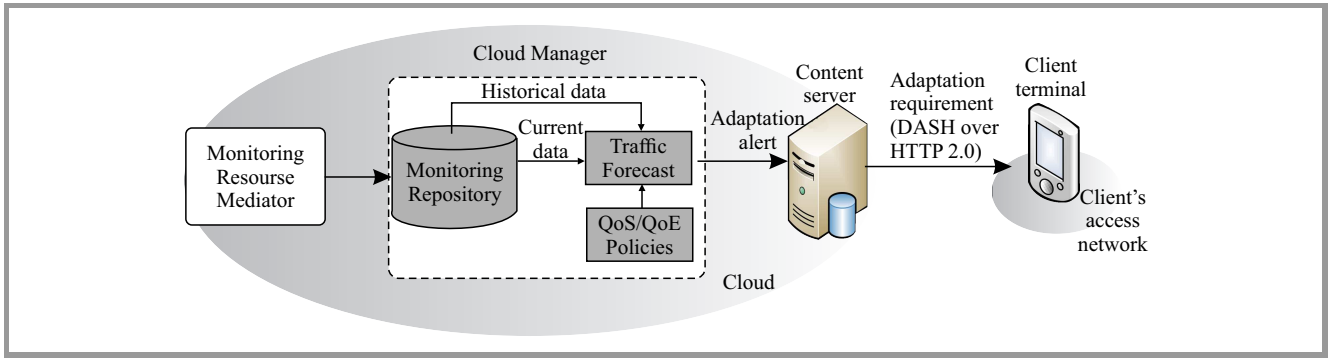 Cloud Manager
Monitoring
Resourse
Mediator
Historical data
Current
data
Monitoring
Repository
Traffic
Forecast
QoS/QoE
Policies
Adaptation
alert
Content
server
Adaptation
requirement
(DASH over
HTTP 2.0)
Client
terminal
Client's
access
network
Cloud